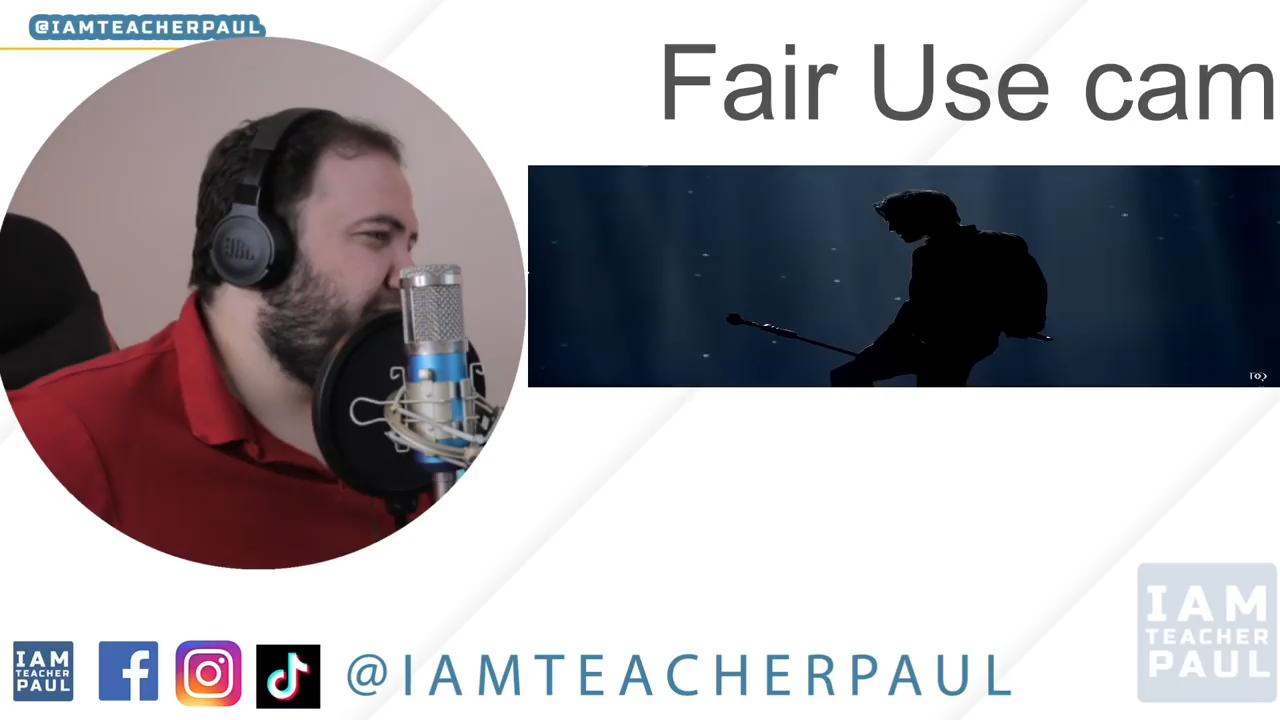 @IAMTEACHERPAUL
Fair Use cam
JBL
IAM
TEACHER
PAUL
IAM
TEACHER
PAUL
@IAMTEACHERPAUL